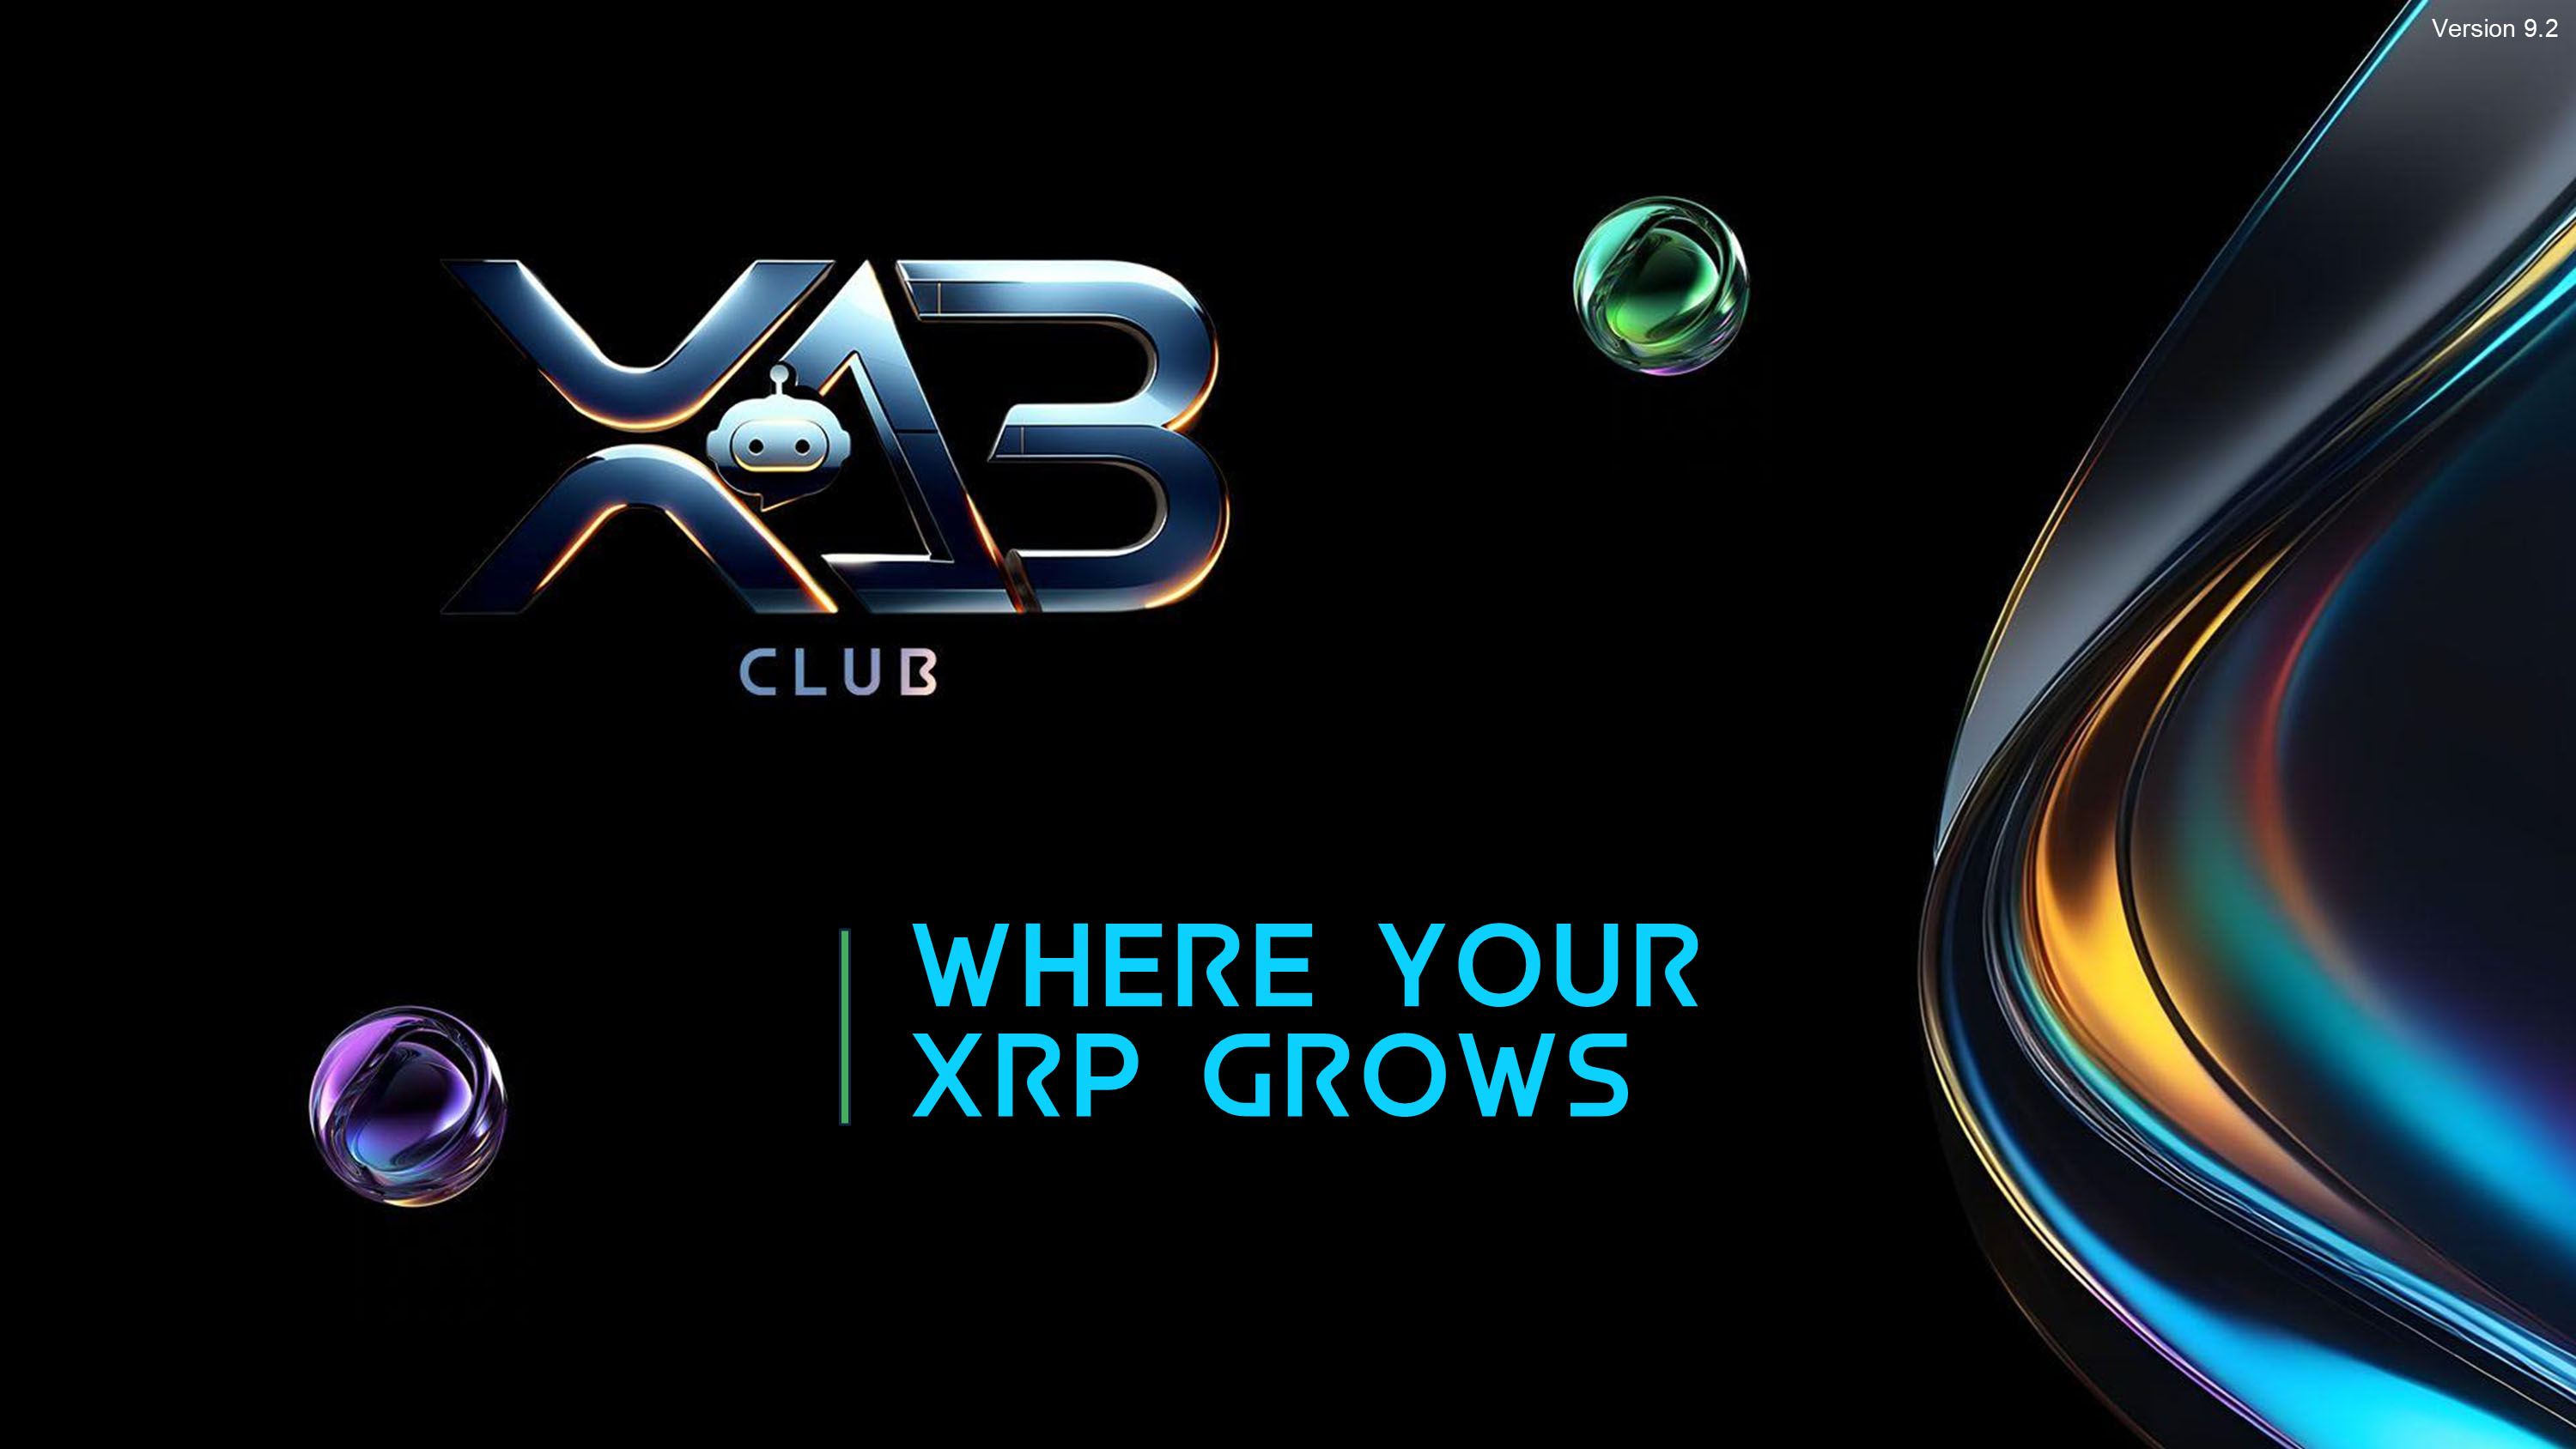 Version 9.2
XAB
CLUB
WHERE YOUR
XRP GROWS